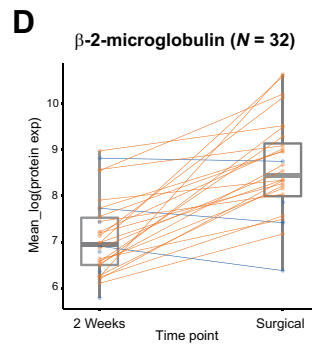 D
β-2-microglobulin (N = 32)
Mean_log(protein exp)
10
9
8
7
6
2 Weeks
Surgical
Time point